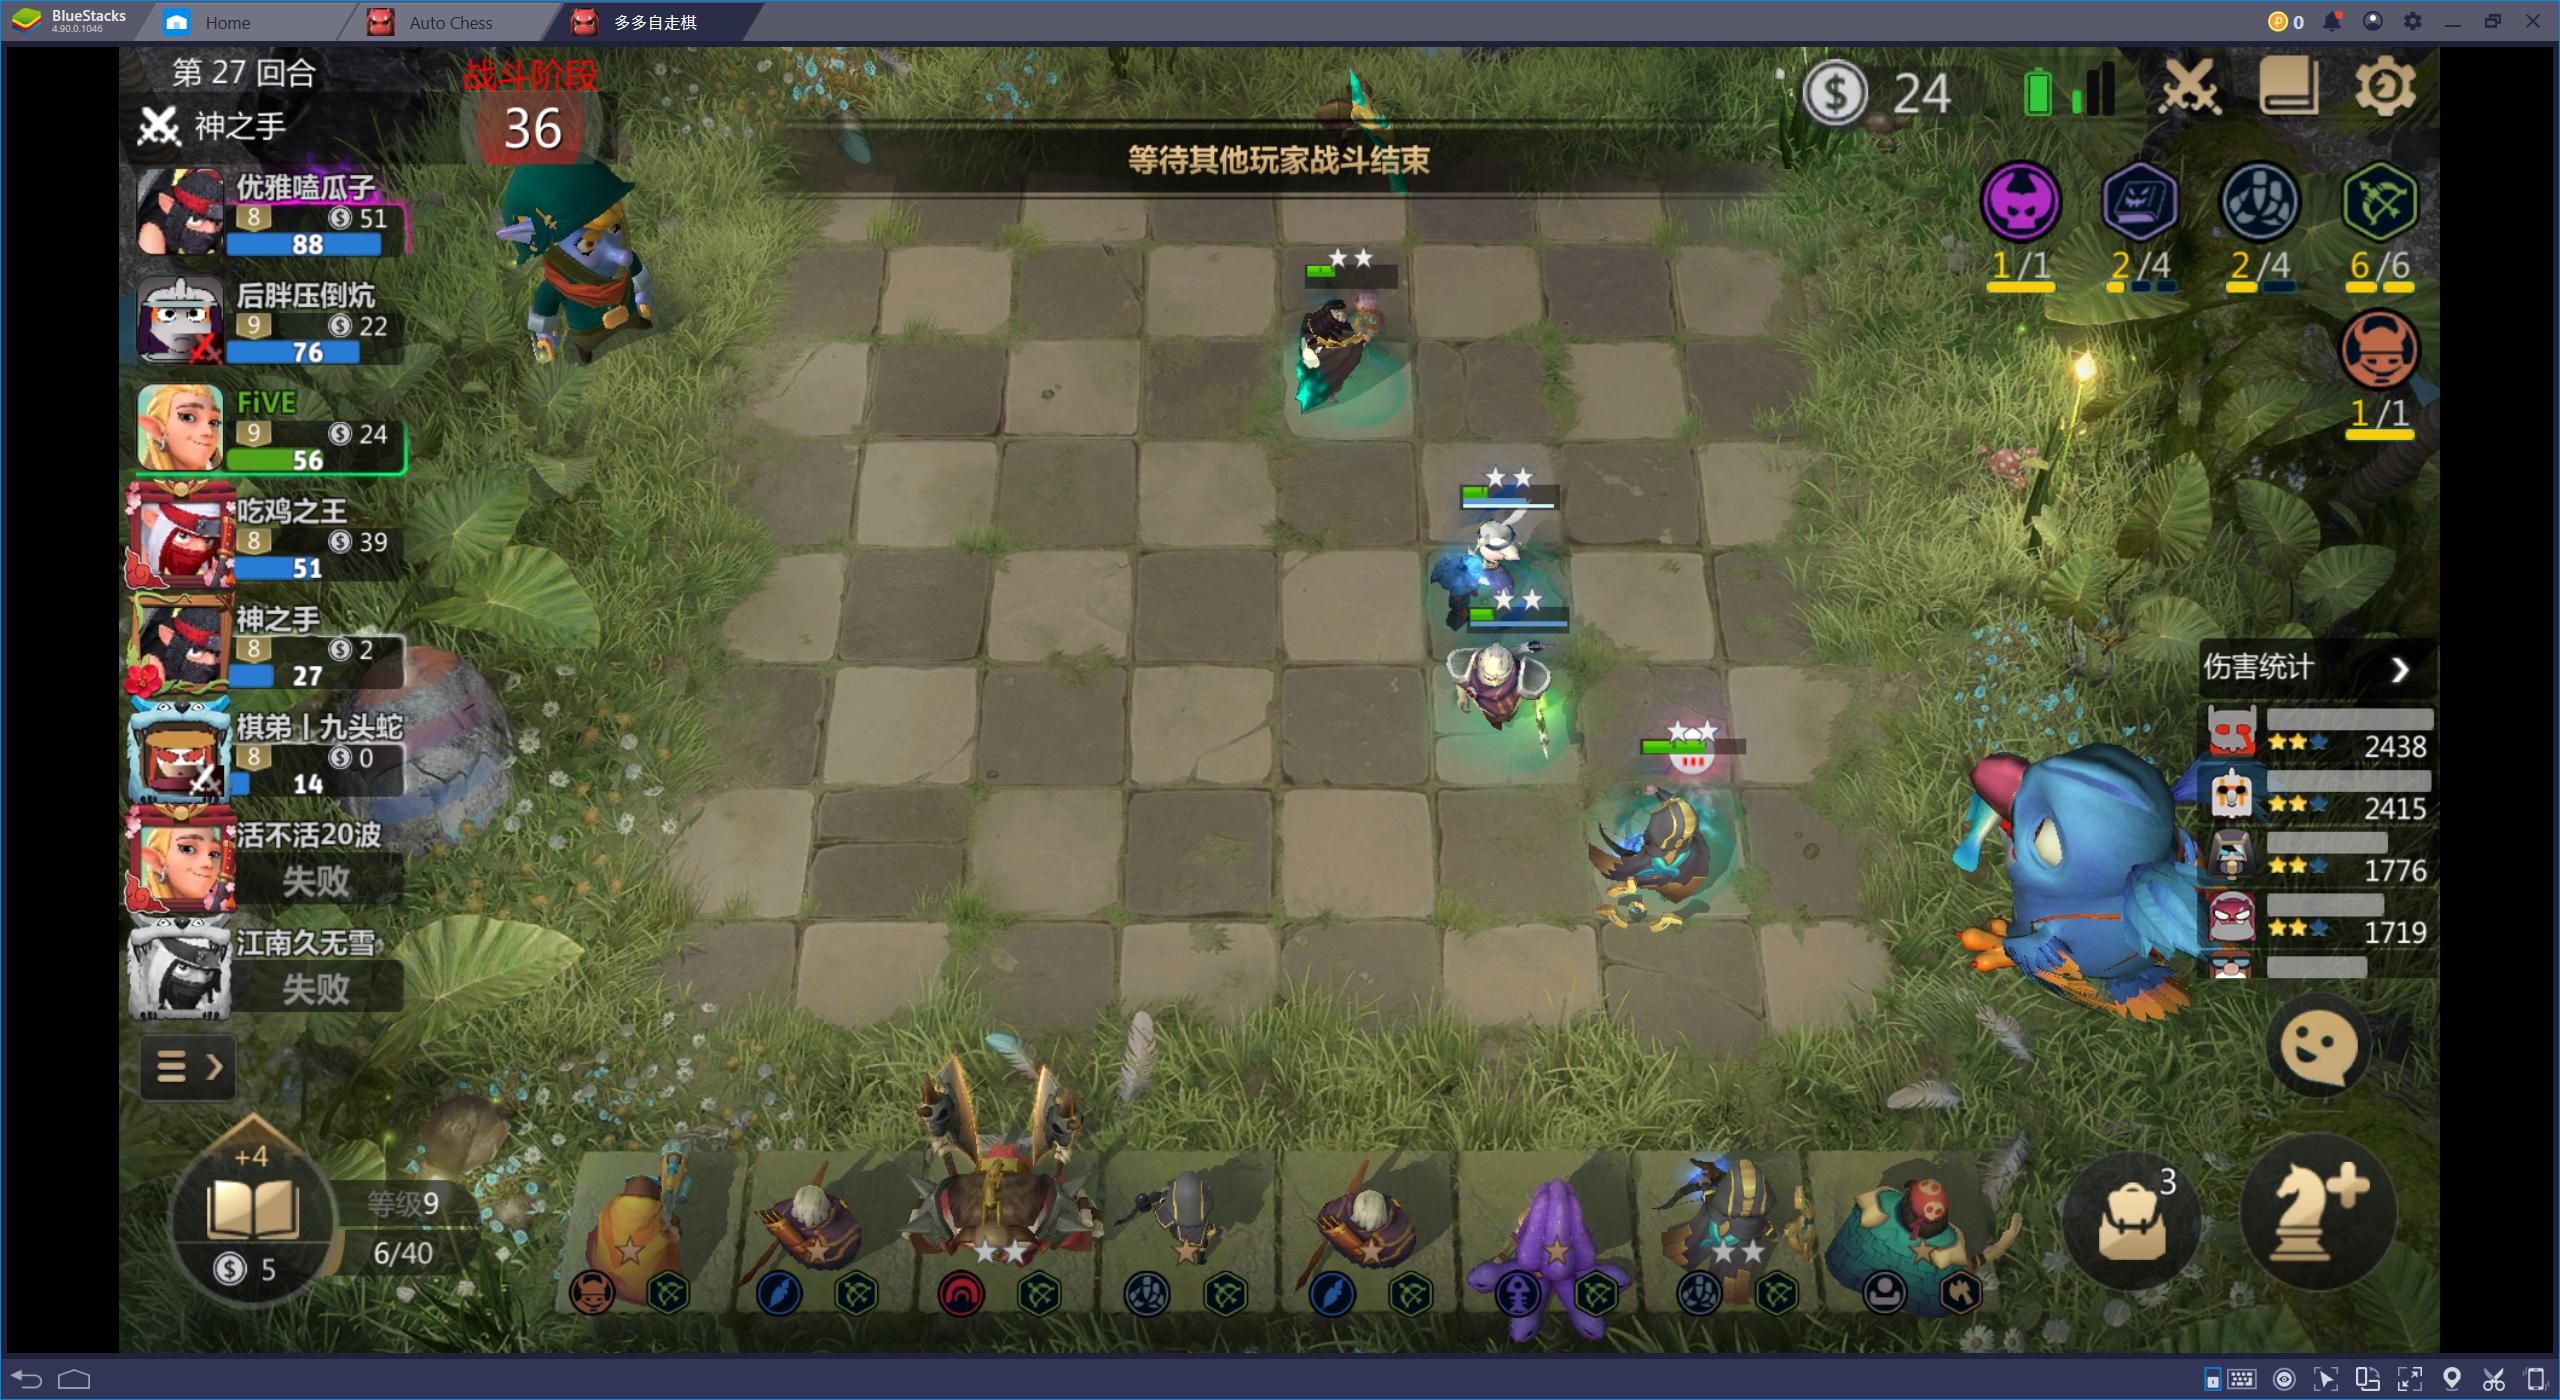 BlueStacks
4.90.0.1046
Home
Auto Chess
多多自走棋
0
第 27 回合
战斗阶段
神之手
36
等待其他玩家战斗结束
24
1/1
2/4
2/4
6/6
1/1
优雅嗑瓜子
8
51
88
后胖压倒炕
9
22
76
FiVE
9
24
56
吃鸡之王
8
39
51
神之手
8
2
27
棋弟丨九头蛇
8
0
14
活不活20波
失败
江南久无雪
失败
伤害统计
2438
2415
1776
1719
+4
5
等级9
6/40
3